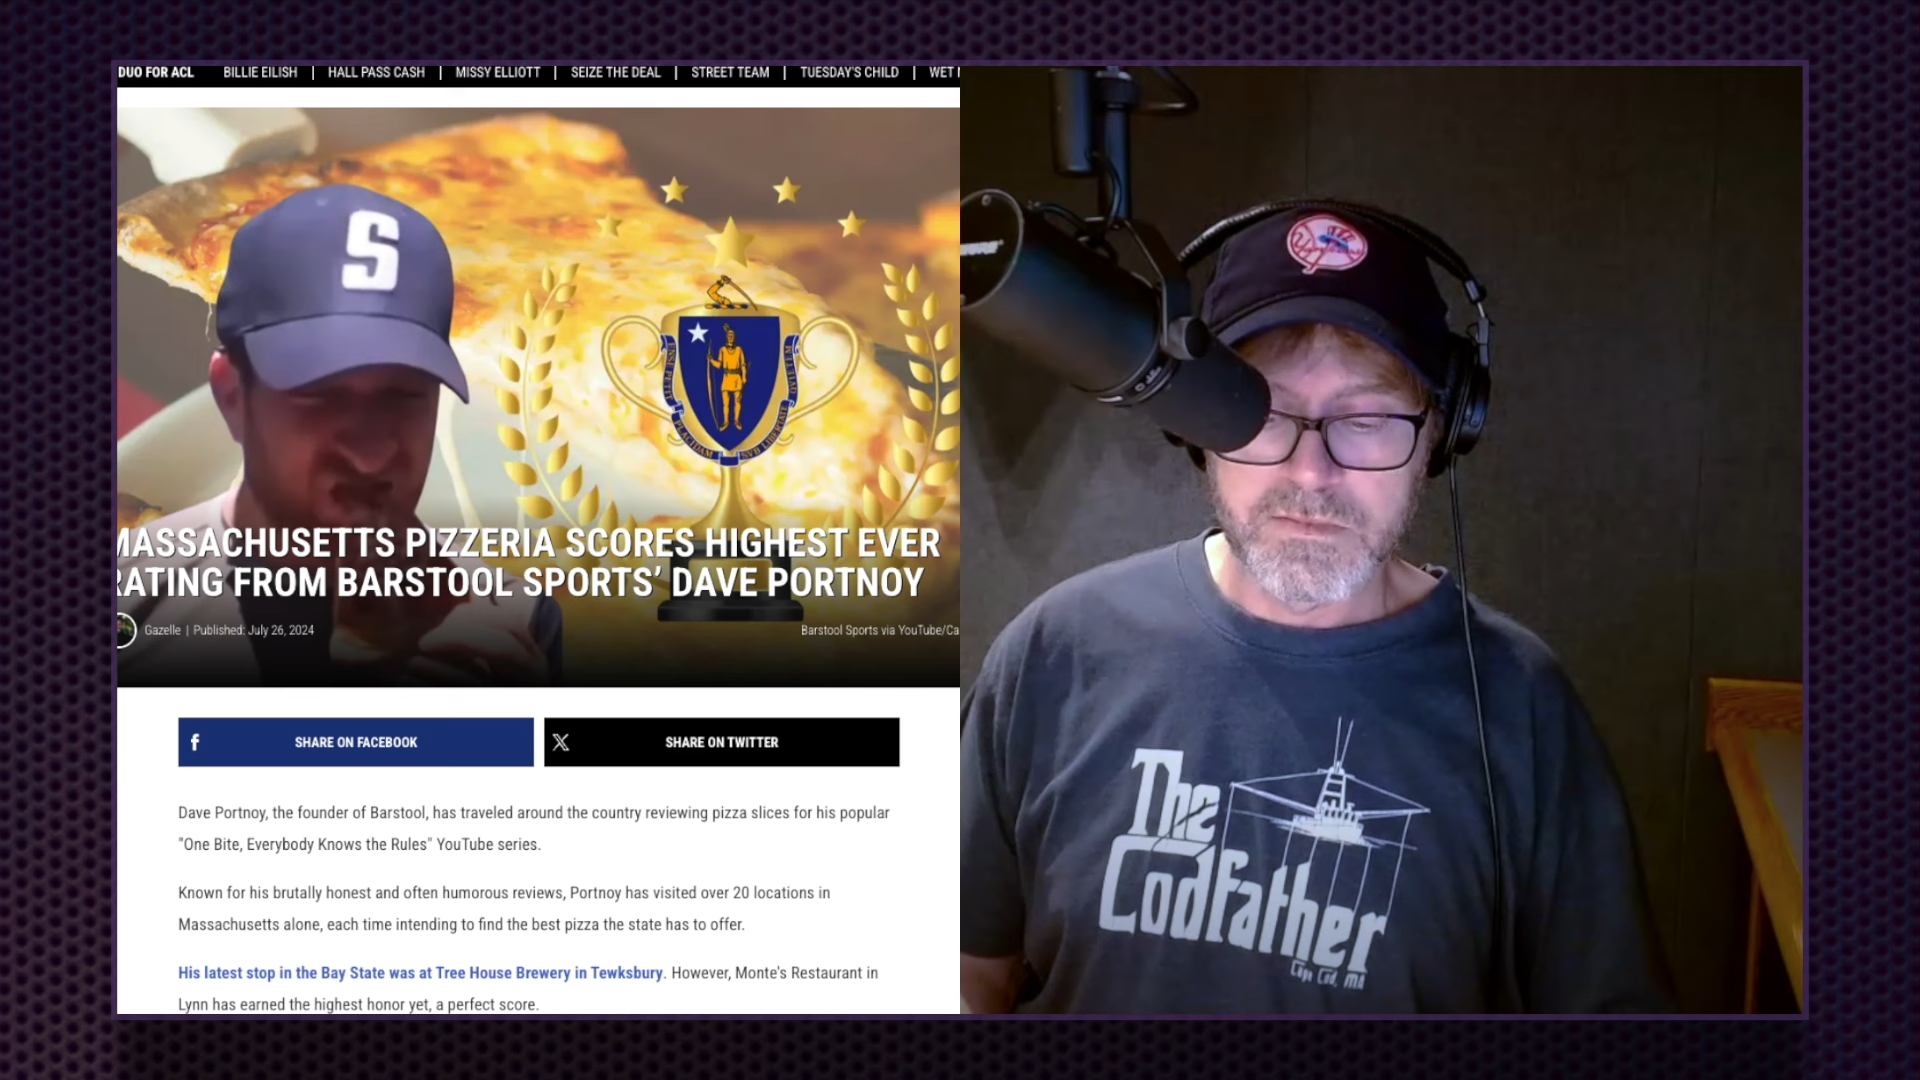 DUO FOR ACL BILLIE EILISH | HALL PASS CASH | MISSY ELLIOTT | SEIZE THE DEAL | STREET TEAM | TUESDAY'S CHILD | WET
S
MASSACHUSETTS PIZZERIA SCORES HIGHEST EVER
RATING FROM BARSTOOL SPORTS' DAVE PORTNOY
Gazelle | Published: July 26, 2024
Barstool Sports via YouTube/Ca
f SHARE ON FACEBOOK
X SHARE ON TWITTER
Dave Portnoy, the founder of Barstool, has traveled around the country reviewing pizza slices for his popular
"One Bite, Everybody Knows the Rules" YouTube series.
Known for his brutally honest and often humorous reviews, Portnoy has visited over 20 locations in
Massachusetts alone, each time intending to find the best pizza the state has to offer.
His latest stop in the Bay State was at Tree House Brewery in Tewksbury. However, Monte's Restaurant in
Lynn has earned the highest honor yet, a perfect score.
Yankees
The
Codfather
Cape Cod, MA